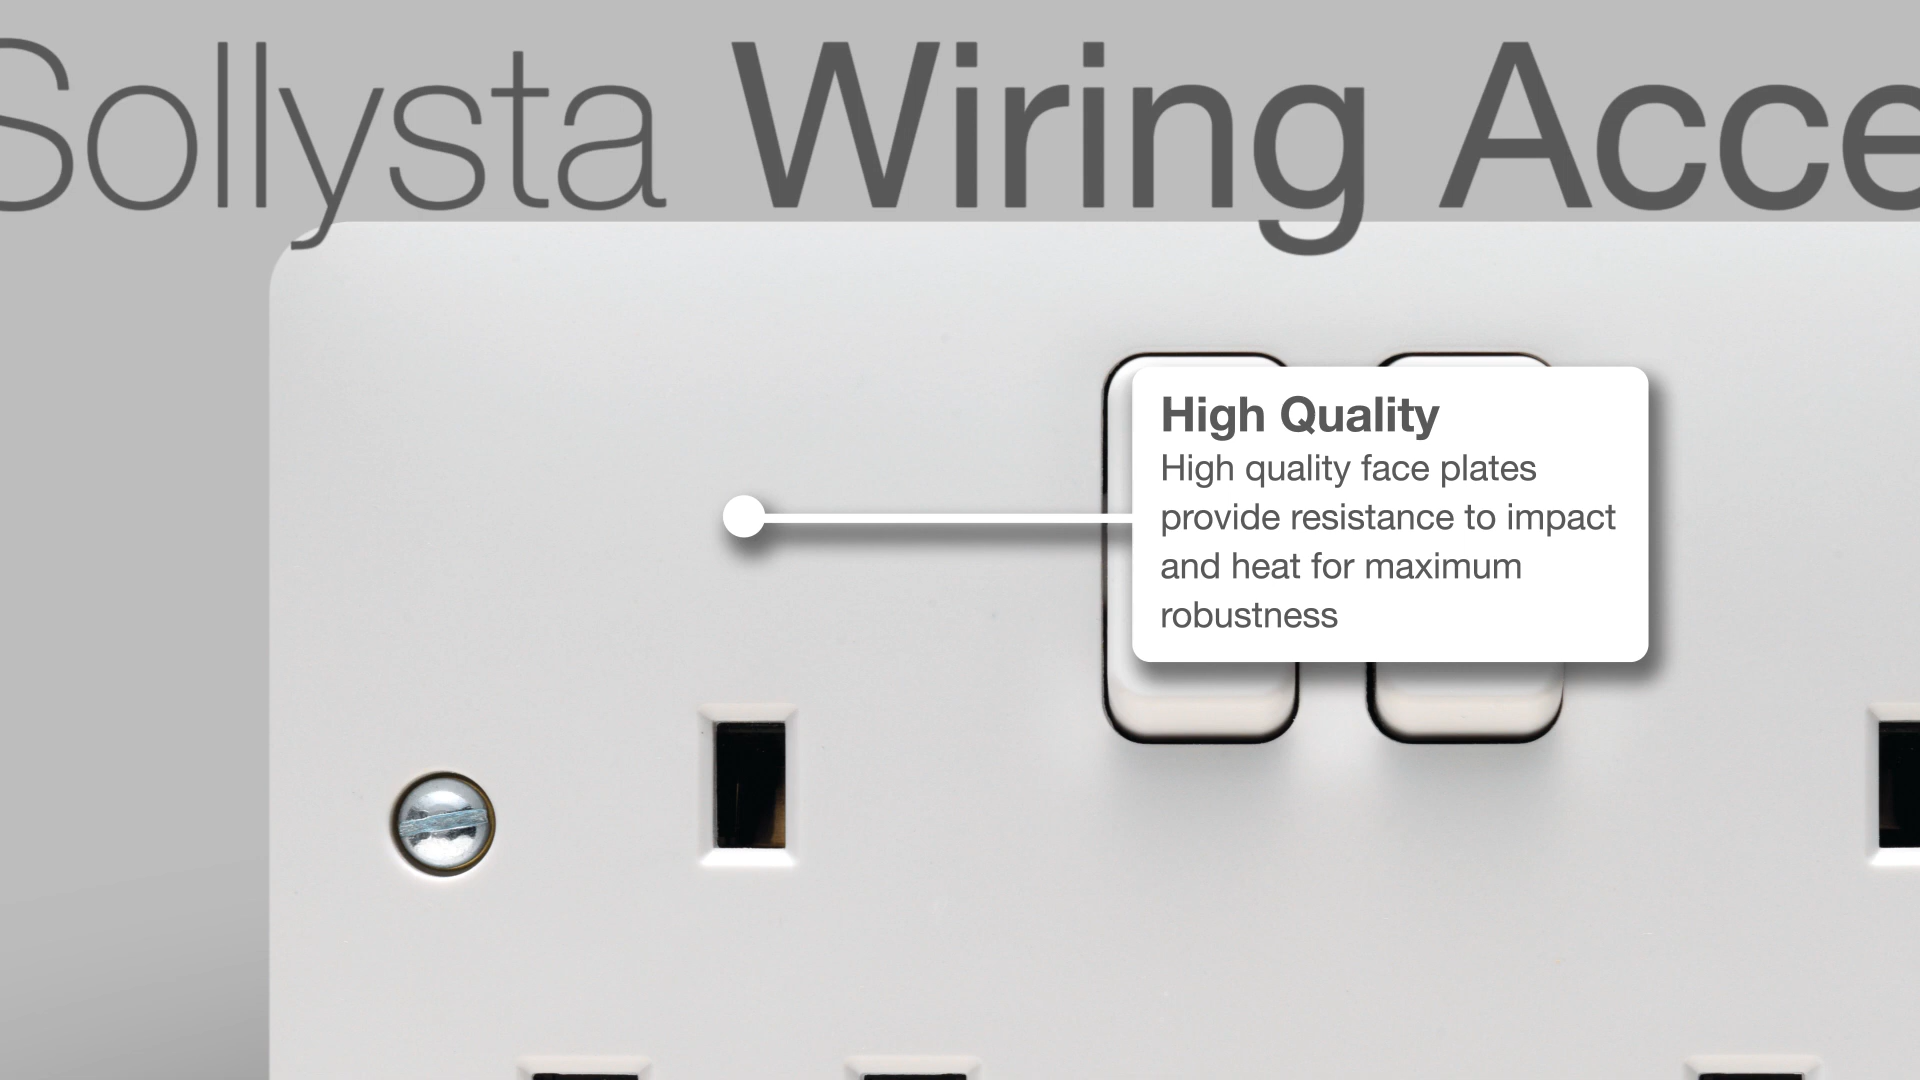 Sollysta Wiring Acce
High Quality
High quality face plates
provide resistance to impact
and heat for maximum
robustness